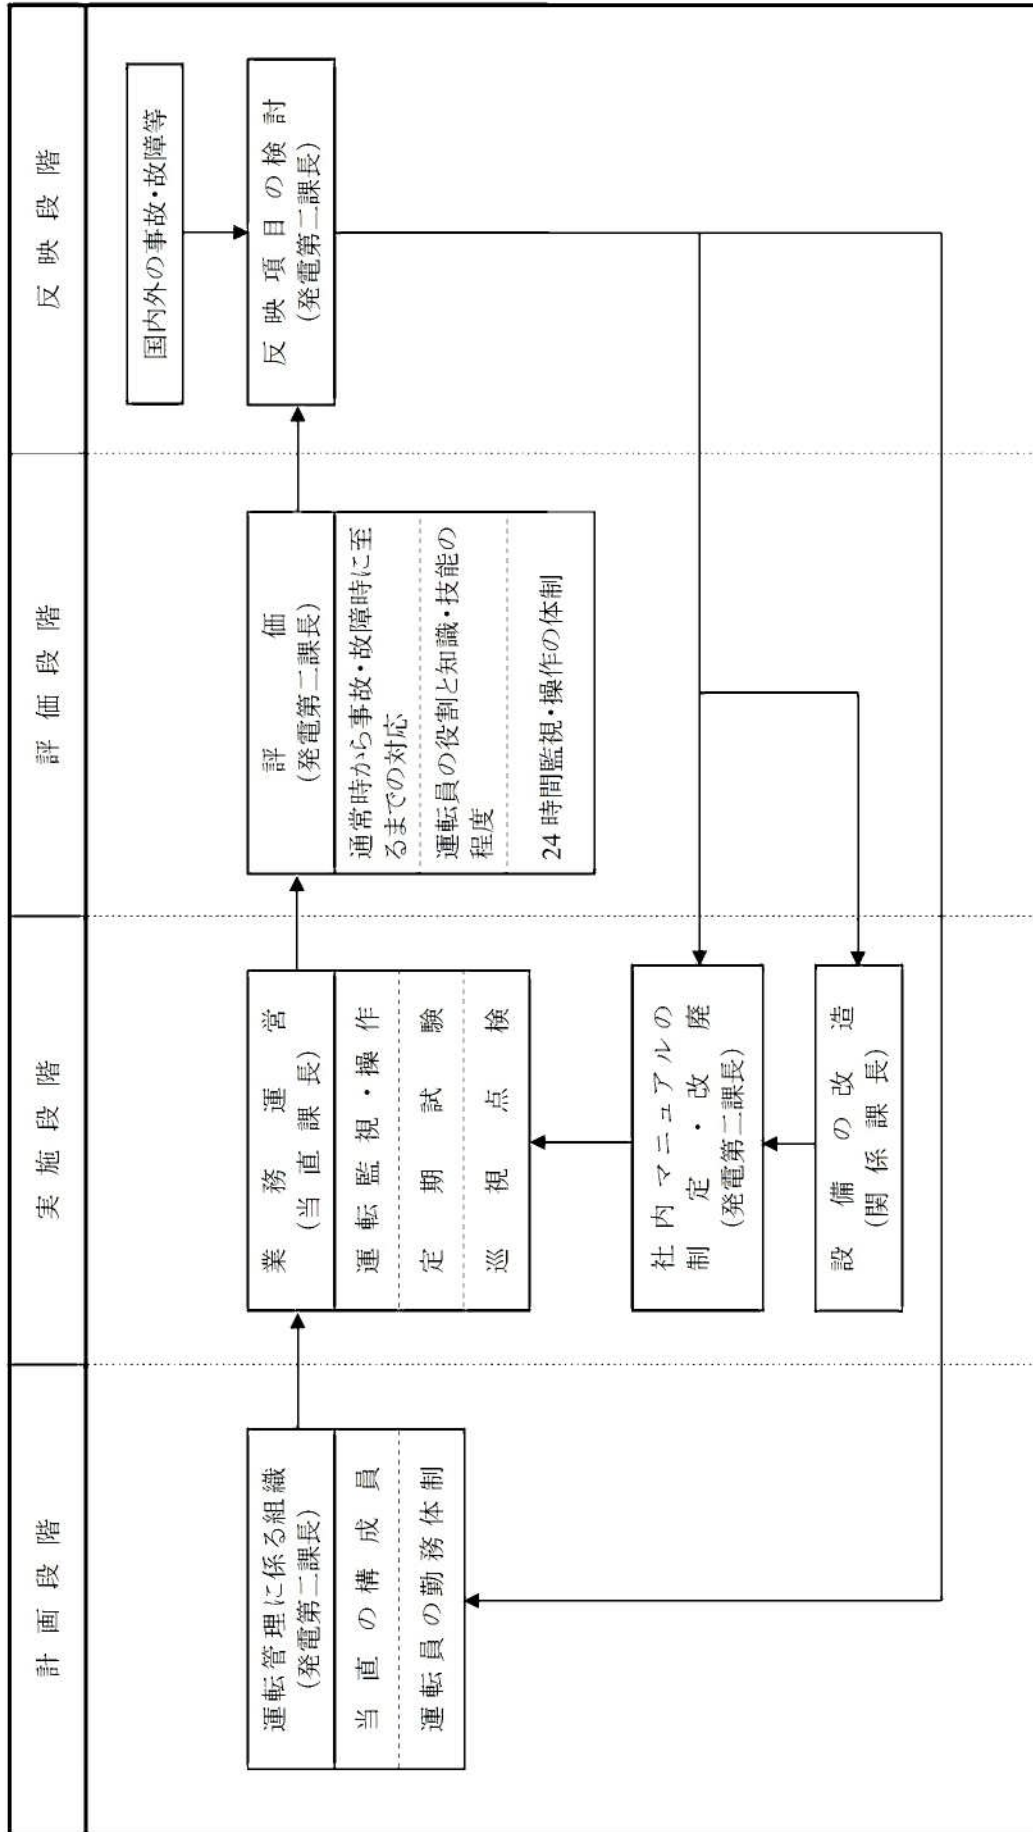 計画段階
実施段階
評価段階
反映段階
運転管理に係る組織
(発電第二課長)
当直の構成員
運転員の勤務体制
業務運営
(当直課長)
運転監視・操作
定期試験
巡視点検
社内マニュアルの
制定・改廃
(発電第二課長)
設備の改造
(関係課長)
評価
(発電第二課長)
通常時から事故・故障時に至
るまでの対応
運転員の役割と知識・技能の
程度
24時間監視・操作の体制
国内外の事故・故障等
反映項目の検討
(発電第二課長)